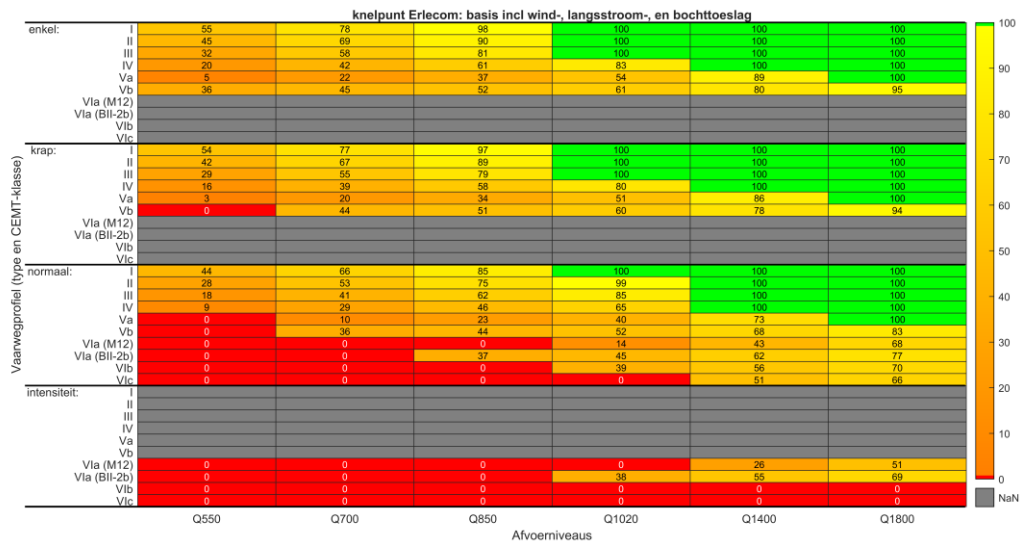 knelpunt Erlecom: basis incl wind-, langsstroom-, en bochttoeslag
Vaarwegprofiel (type en CEMT-klasse)
enkel: I 55 78 98 100 100 100
II 45 69 90 100 100 100
III 32 58 81 100 100 100
IV 20 42 61 83 100 100
Va 5 22 37 54 89 100
Vb 36 45 52 61 80 95
VIa (M12)
VIa (BII-2b)
VIb
VIc
krap: I 54 77 97 100 100 100
II 42 67 89 100 100 100
III 29 55 79 100 100 100
IV 16 39 58 80 100 100
Va 3 20 34 51 86 100
Vb 0 44 51 60 78 94
VIa (M12)
VIa (BII-2b)
VIb
VIc
normaal: I 44 66 85 100 100 100
II 28 53 75 99 100 100
III 18 41 62 85 100 100
IV 9 29 46 65 100 100
Va 0 10 23 40 73 100
Vb 0 36 44 52 68 83
VIa (M12) 0 0 0 14 43 68
VIa (BII-2b) 0 0 37 45 62 77
VIb 0 0 0 39 56 70
VIc 0 0 0 0 51 66
intensiteit: I
II
III
IV
Va
Vb
VIa (M12) 0 0 0 0 26 51
VIa (BII-2b) 0 0 0 38 55 69
VIb 0 0 0 0 0 0
VIc 0 0 0 0 0 0
Q550 Q700 Q850 Q1020 Q1400 Q1800
Afvoerniveaus
100
90
80
70
60
50
40
30
20
10
0
NaN